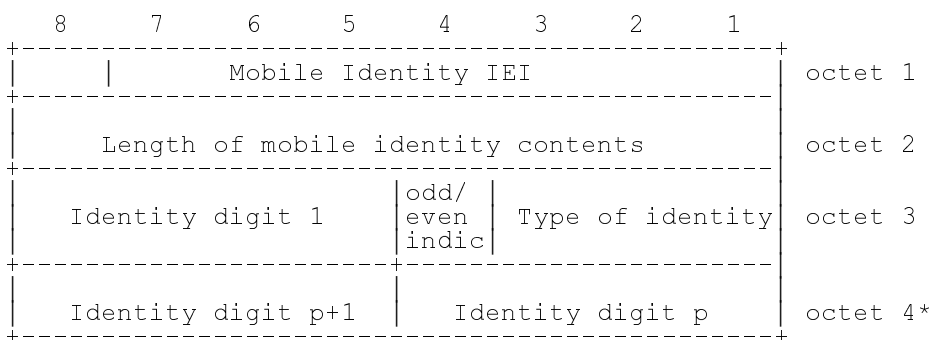 8 7 6 5 4 3 2 1
Mobile Identity IEI octet 1
Length of mobile identity contents octet 2
odd/
Identity digit 1 even Type of identity octet 3
indic
Identity digit p+1 Identity digit p octet 4*